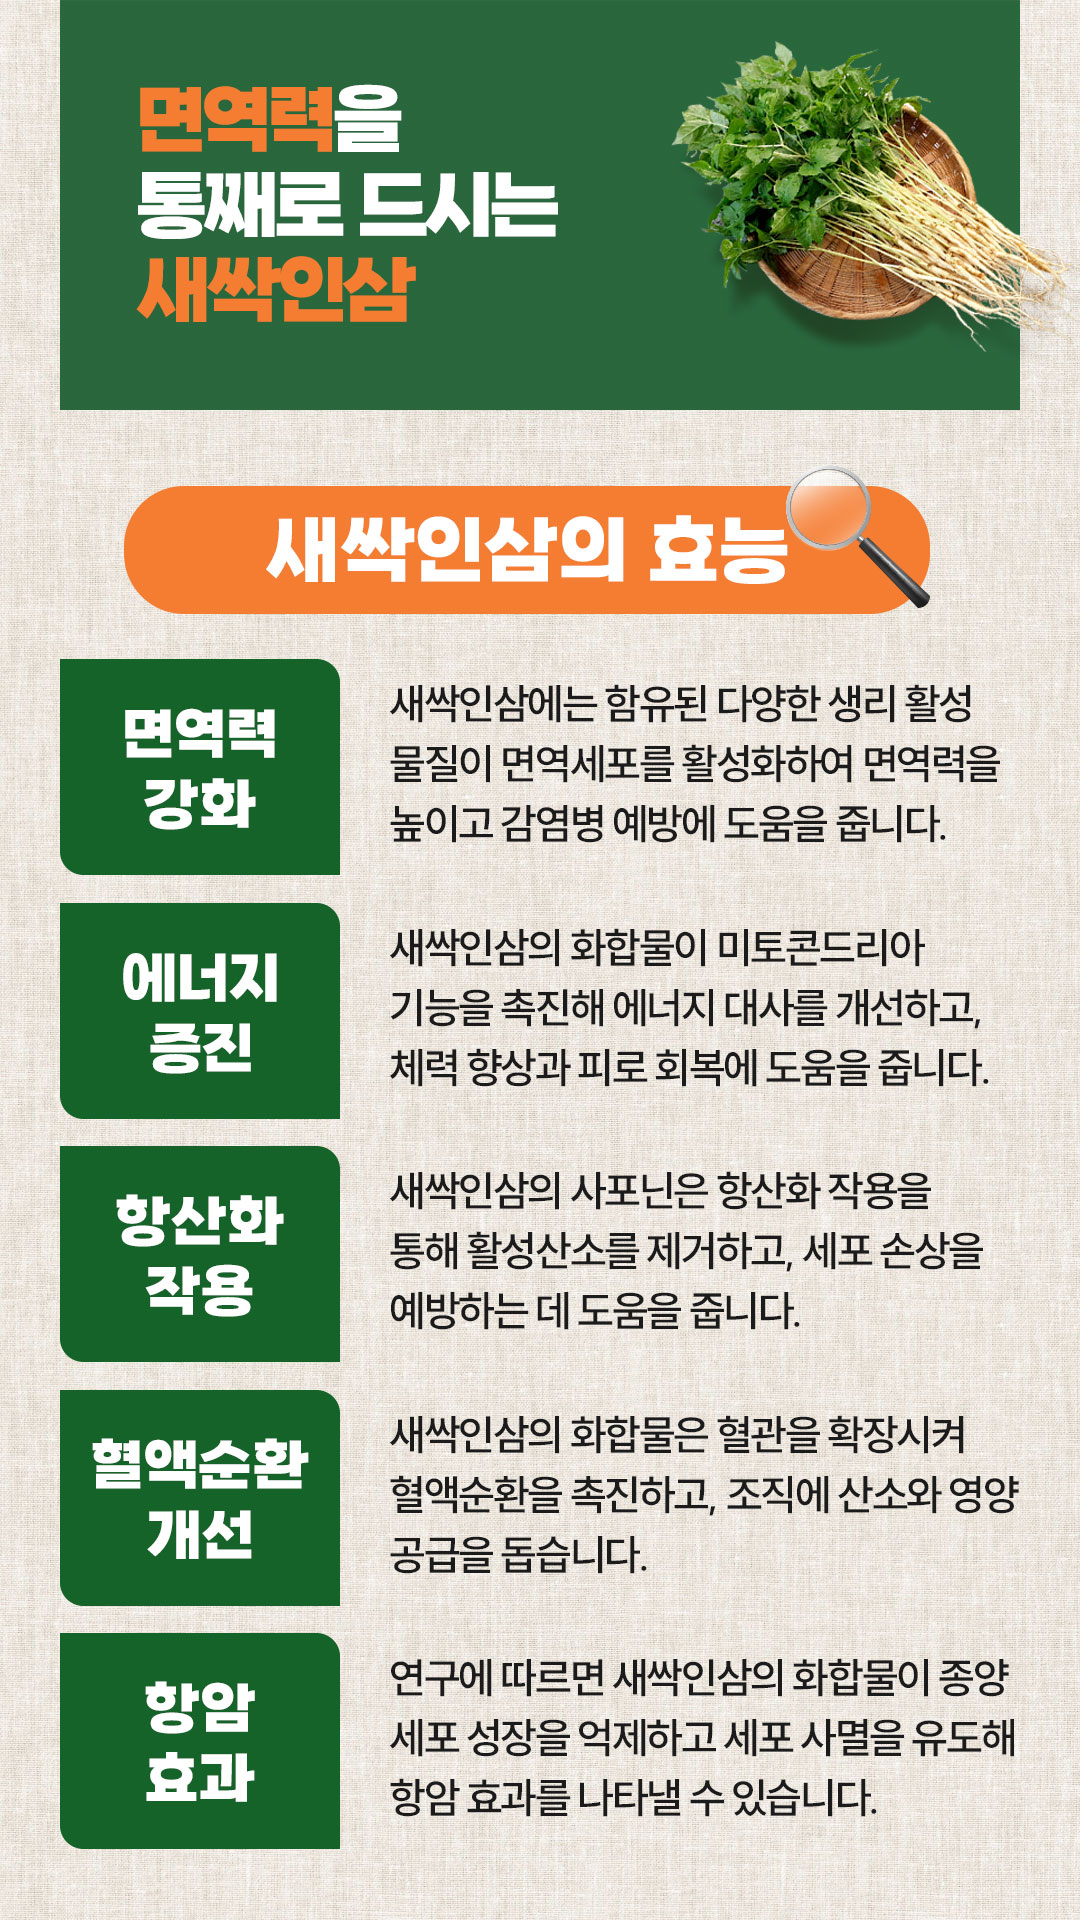 면역력을
통째로 드시는
새싹인삼
새싹인삼의 효능
면역력
강화
새싹인삼에는 함유된 다양한 생리 활성
물질이 면역세포를 활성화하여 면역력을
높이고 감염병 예방에 도움을 줍니다.
에너지
증진
새싹인삼의 화합물이 미토콘드리아
기능을 촉진해 에너지 대사를 개선하고,
체력 향상과 피로 회복에 도움을 줍니다.
항산화
작용
새싹인삼의 사포닌은 항산화 작용을
통해 활성산소를 제거하고, 세포 손상을
예방하는 데 도움을 줍니다.
혈액순환
개선
새싹인삼의 화합물은 혈관을 확장시켜
혈액순환을 촉진하고, 조직에 산소와 영양
공급을 돕습니다.
항암
효과
연구에 따르면 새싹인삼의 화합물이 종양
세포 성장을 억제하고 세포 사멸을 유도해
항암 효과를 나타낼 수 있습니다.